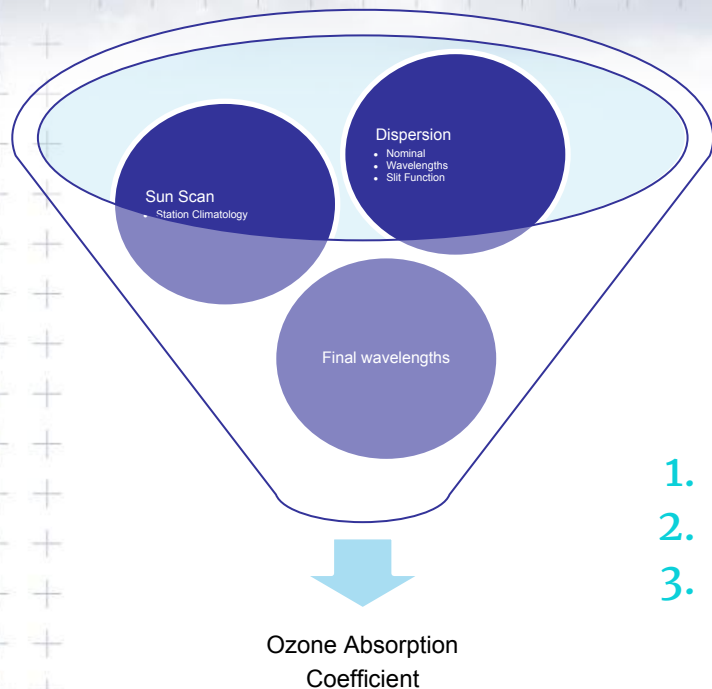 Dispersion
• Nominal
• Wavelengths
• Slit Function
Sun Scan
• Station Climatology
Final wavelengths
1.
2.
3.
Ozone Absorption
Coefficient